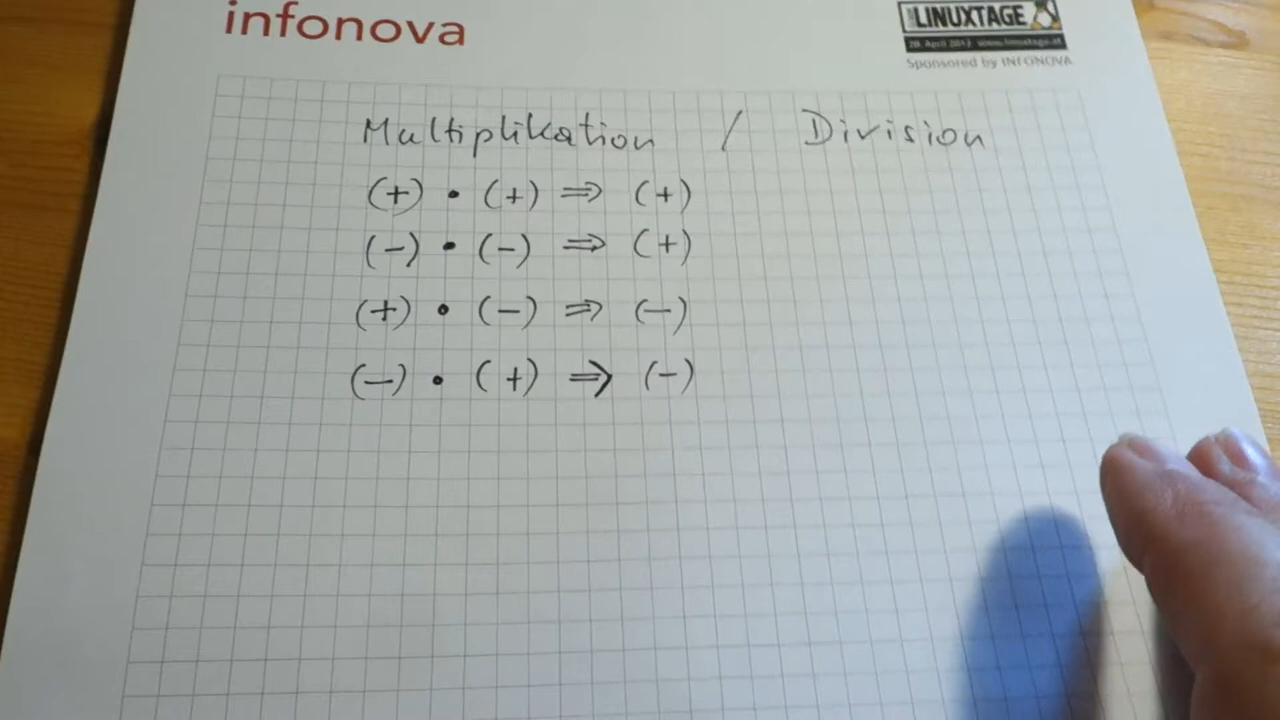 infonova
LINUXTAGE
Sponsored by INFONOVA
Multiplikation / Division
(+) • (+) ⇒ (+)
(-) • (-) ⇒ (+)
(+) • (-) ⇒ (-)
(-) • (+) ⇒ (-)